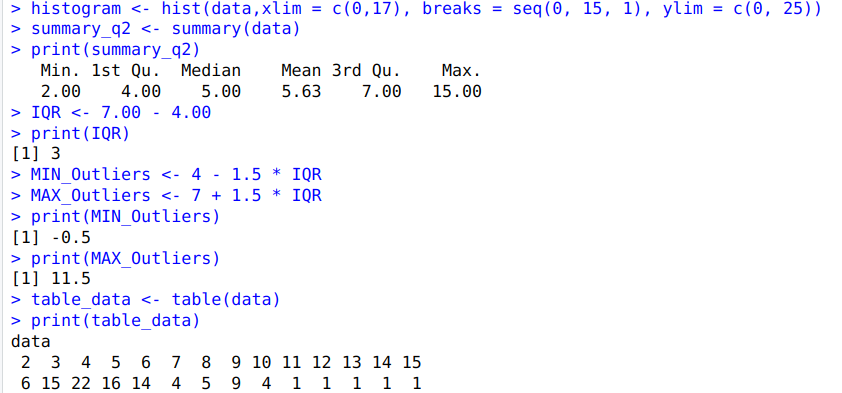 > histogram <- hist(data,xlim = c(0,17), breaks = seq(0, 15, 1), ylim = c(0, 25))
> summary_q2 <- summary(data)
> print(summary_q2)
   Min. 1st Qu.  Median    Mean 3rd Qu.    Max.
   2.00    4.00    5.00    5.63    7.00   15.00
> IQR <- 7.00 - 4.00
> print(IQR)
[1] 3
> MIN_Outliers <- 4 - 1.5 * IQR
> MAX_Outliers <- 7 + 1.5 * IQR
> print(MIN_Outliers)
[1] -0.5
> print(MAX_Outliers)
[1] 11.5
> table_data <- table(data)
> print(table_data)
data
 2  3  4  5  6  7  8  9 10 11 12 13 14 15
 6 15 22 16 14  4  5  9  4  1  1  1  1  1